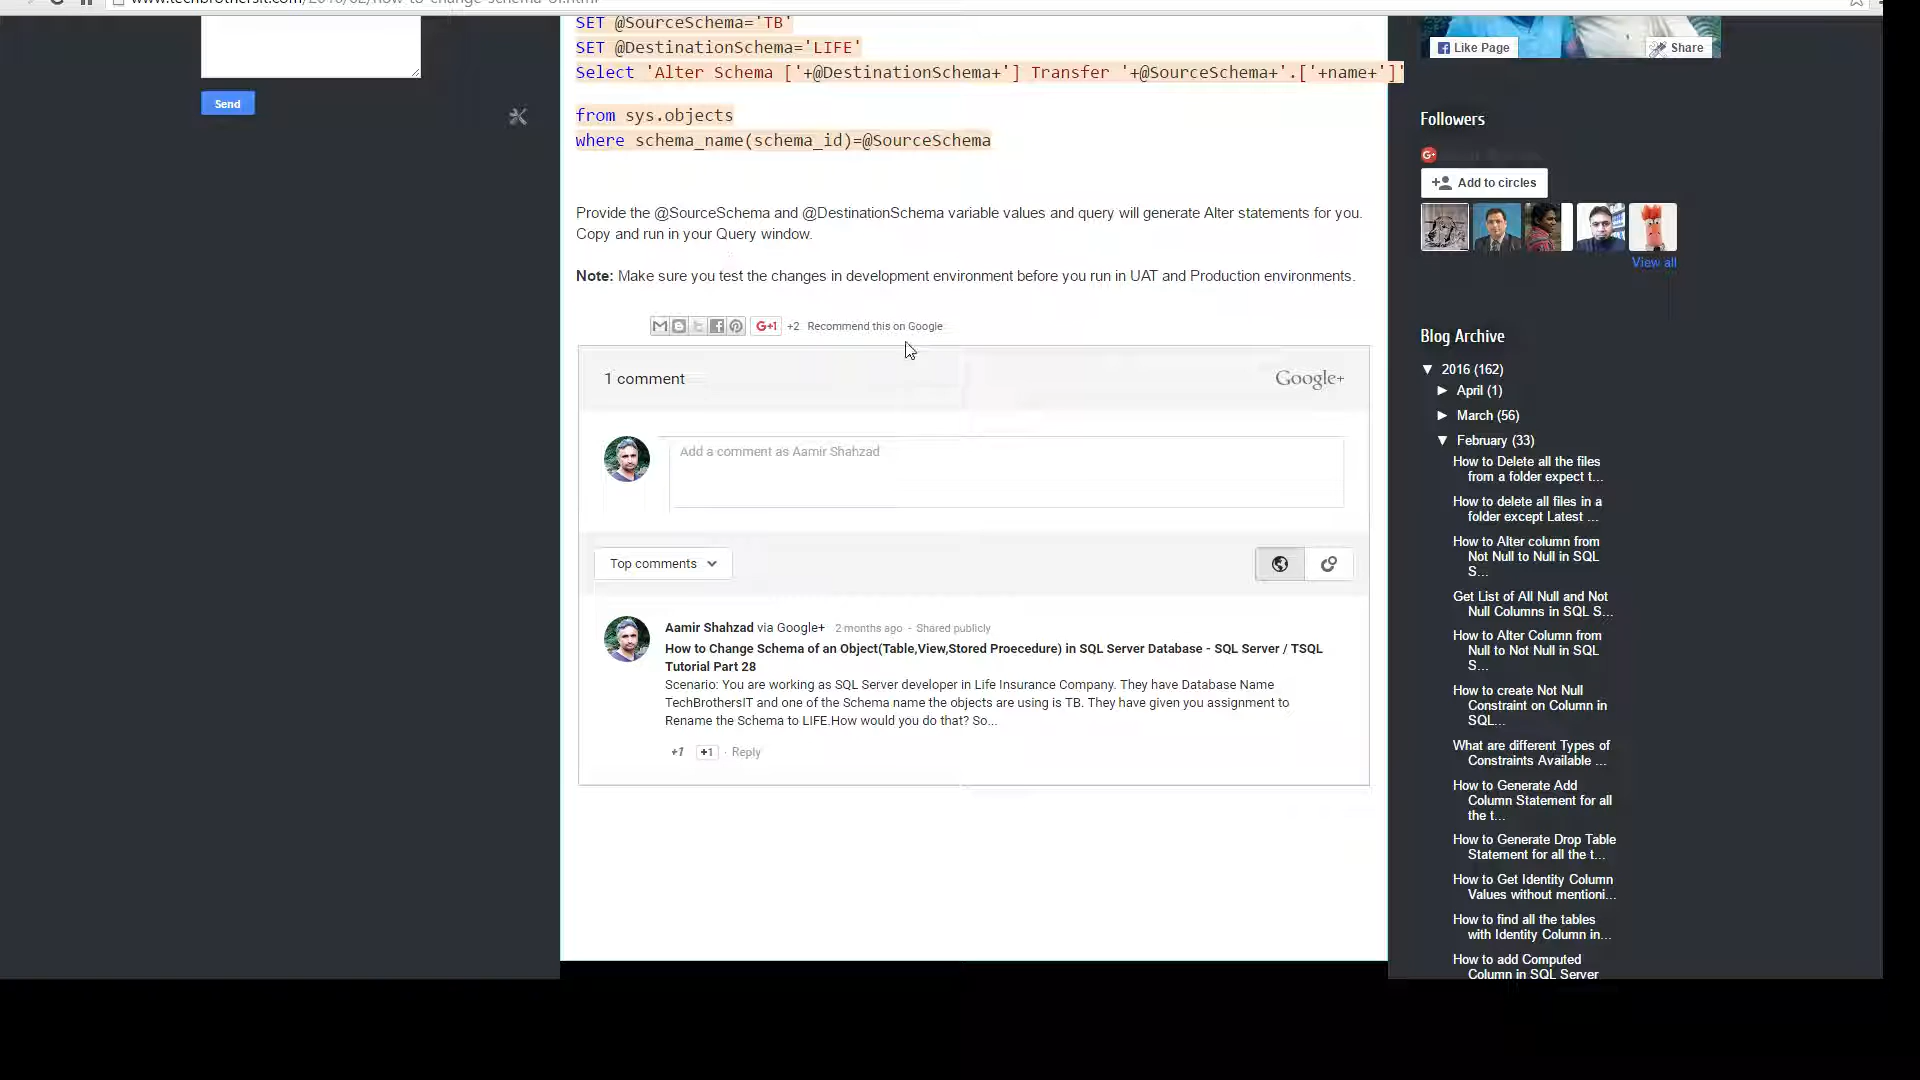 SET @SourceSchema='TB'
SET @DestinationSchema='LIFE'
Select 'Alter Schema ['+@DestinationSchema+'] Transfer '+@SourceSchema+'.['+name+']'
from sys.objects
where schema_name(schema_id)=@SourceSchema
Provide the @SourceSchema and @DestinationSchema variable values and query will generate Alter statements for you.
Copy and run in your Query window.
Note: Make sure you test the changes in development environment before you run in UAT and Production environments.
G+1 +2 Recommend this on Google
1 comment
Google+
Add a comment as Aamir Shahzad
Top comments
Aamir Shahzad via Google+ 2 months ago - Shared publicly
How to Change Schema of an Object(Table,View,Stored Proecedure) in SQL Server Database - SQL Server / TSQL
Tutorial Part 28
Scenario: You are working as SQL Server developer in Life Insurance Company. They have Database Name
TechBrothersIT and one of the Schema name the objects are using is TB. They have given you assignment to
Rename the Schema to LIFE.How would you do that? So...
+1 +1 · Reply
Send
Like Page
Share
Followers
Add to circles
View all
Blog Archive
▼ 2016 (162)
► April (1)
► March (56)
▼ February (33)
How to Delete all the files
from a folder expect t...
How to delete all files in a
folder except Latest ...
How to Alter column from
Not Null to Null in SQL
S...
Get List of All Null and Not
Null Columns in SQL S...
How to Alter Column from
Null to Not Null in SQL
S...
How to create Not Null
Constraint on Column in
SQL...
What are different Types of
Constraints Available ...
How to Generate Add
Column Statement for all
the t...
How to Generate Drop Table
Statement for all the t...
How to Get Identity Column
Values without mentioni...
How to find all the tables
with Identity Column in...
How to add Computed
Column in SQL Server